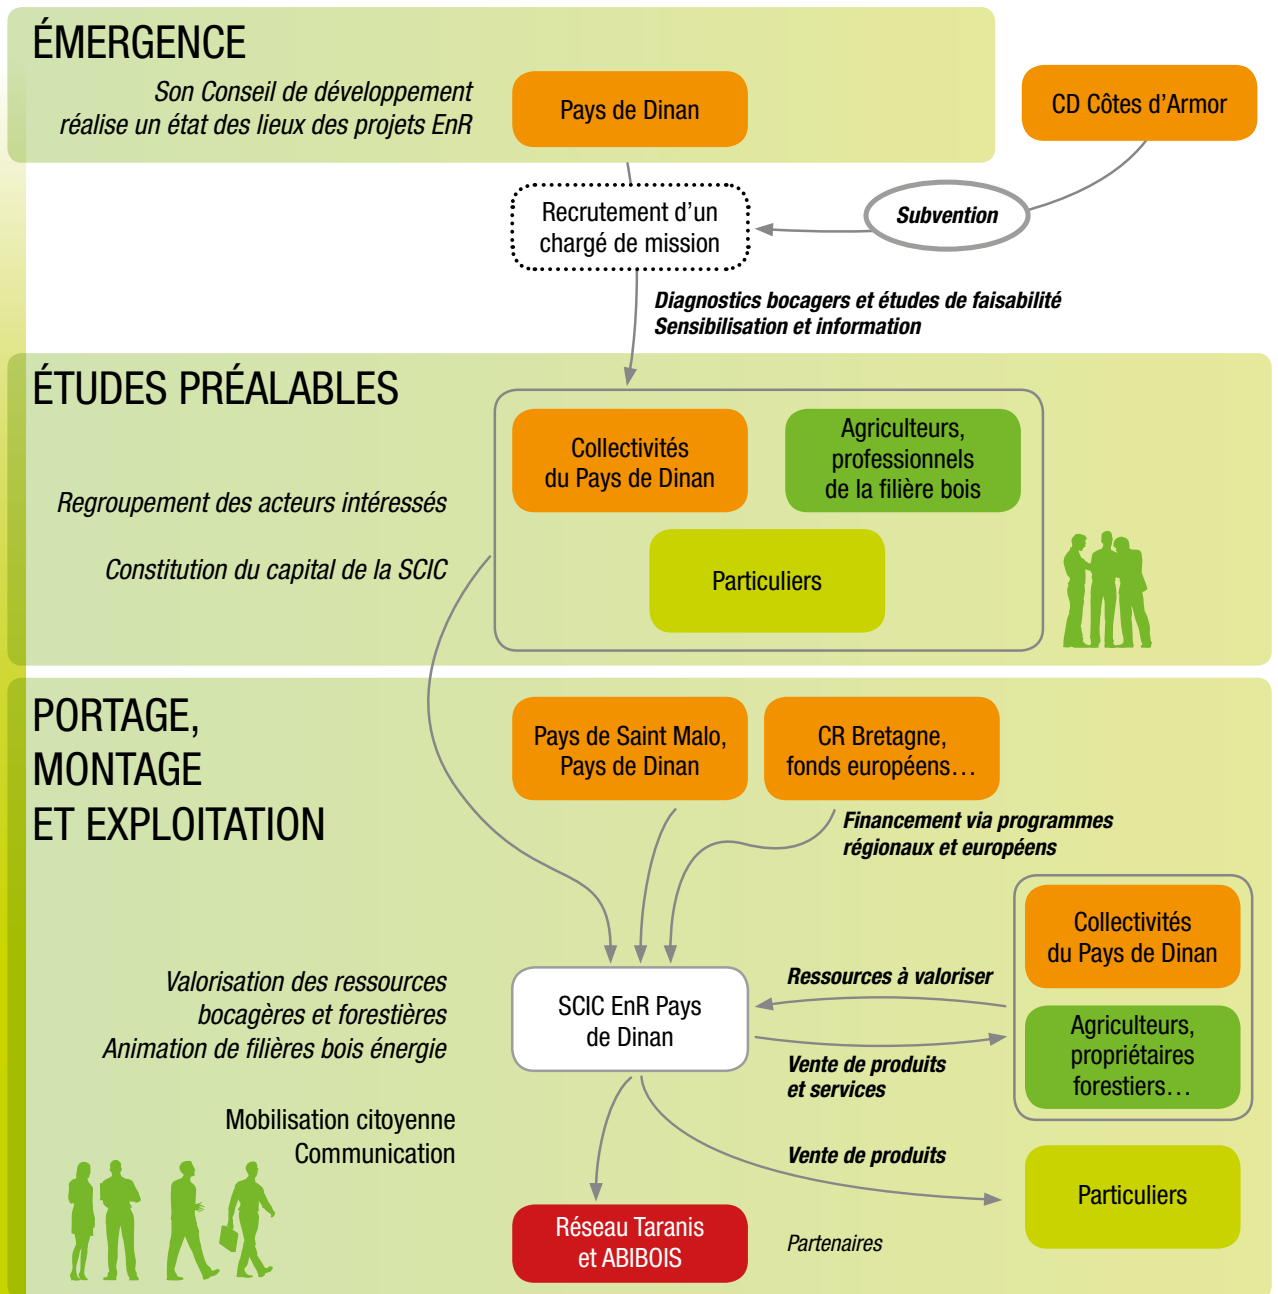 ÉMERGENCE
Son Conseil de développement
réalise un état des lieux des projets EnR
Pays de Dinan
CD Côtes d’Armor
Recrutement d’un
chargé de mission
Subvention
Diagnostics bocagers et études de faisabilité
Sensibilisation et information
ÉTUDES PRÉALABLES
Regroupement des acteurs intéressés
Constitution du capital de la SCIC
Collectivités
du Pays de Dinan
Agriculteurs,
professionnels
de la filière bois
Particuliers
PORTAGE,
MONTAGE
ET EXPLOITATION
Pays de Saint Malo,
Pays de Dinan
CR Bretagne,
fonds européens…
Financement via programmes
régionaux et européens
Valorisation des ressources
bocagères et forestières
Animation de filières bois énergie
Mobilisation citoyenne
Communication
SCIC EnR Pays
de Dinan
Ressources à valoriser
Vente de produits
et services
Collectivités
du Pays de Dinan
Agriculteurs,
propriétaires
forestiers…
Vente de produits
Particuliers
Réseau Taranis
et ABIBOIS
Partenaires